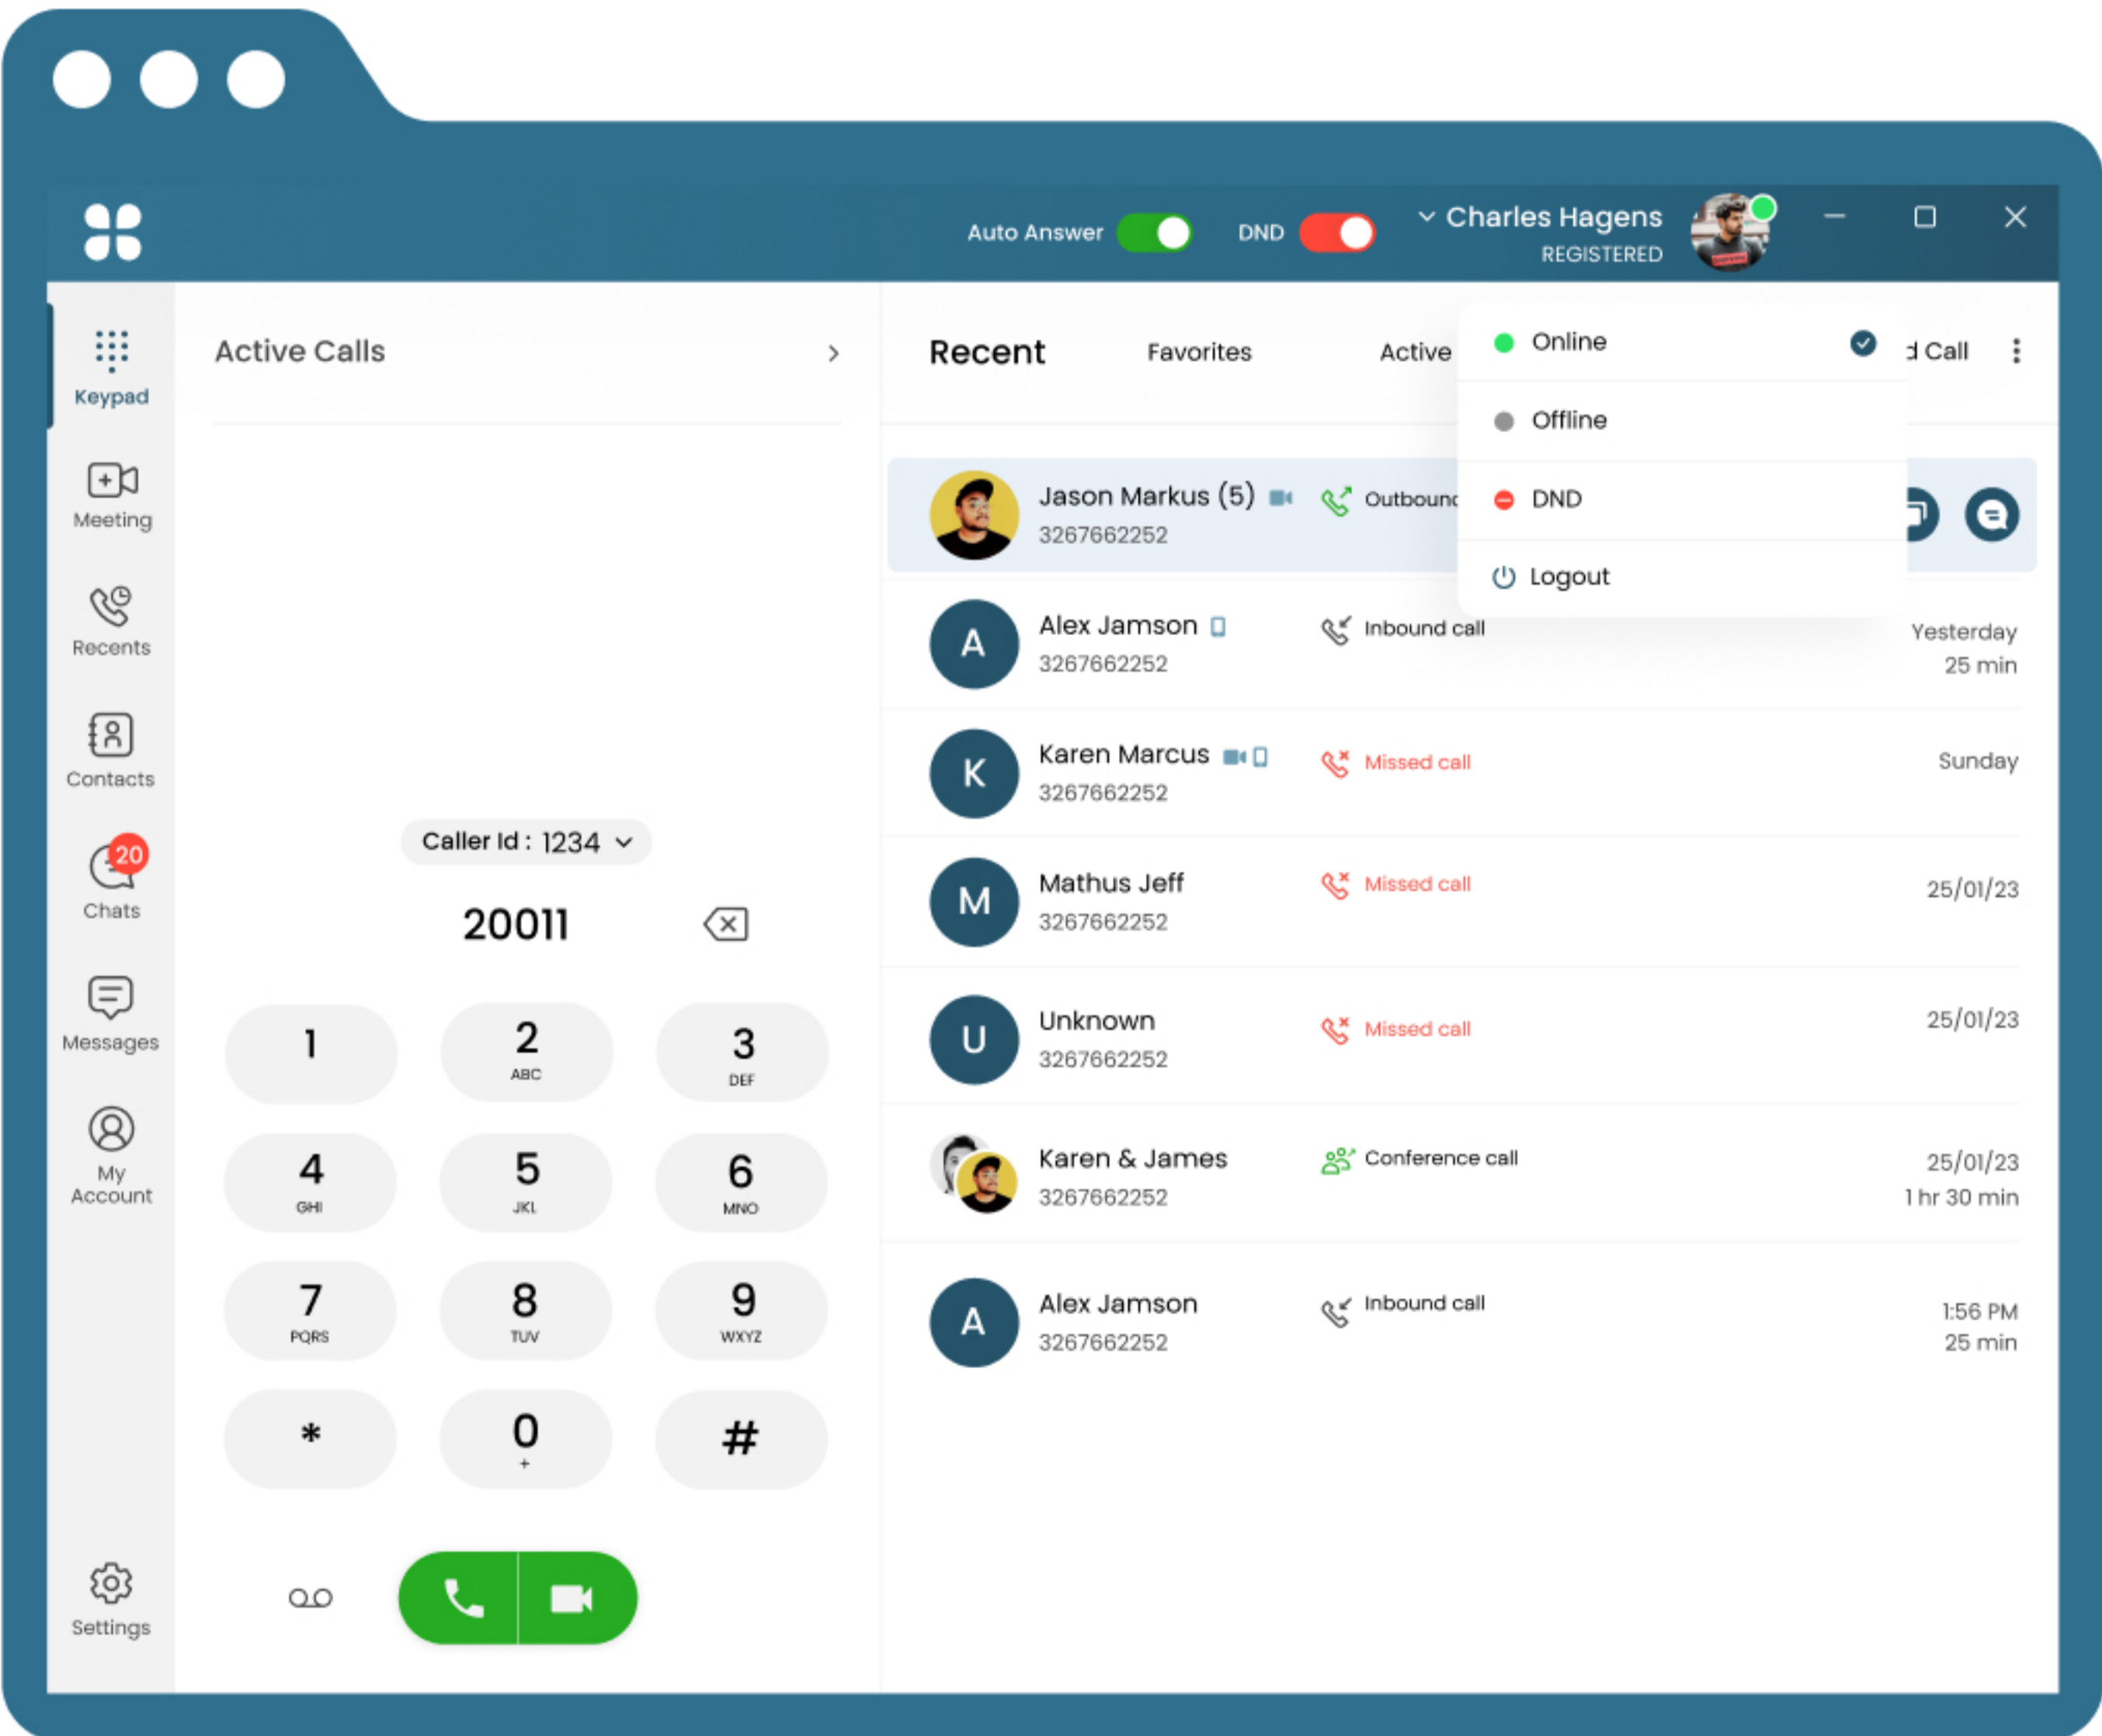 Auto Answer
DND
Charles Hagens
REGISTERED
Keypad
Meeting
Recents
Contacts
20
Chats
Messages
My
Account
Settings
Active Calls
Caller Id : 1234
20011
1
2
ABC
3
DEF
4
GHI
5
JKL
6
MNO
7
PQRS
8
TUV
9
WXYZ
*
0
+
#
Recent
Favorites
Active
Call
Online
Offline
DND
Logout
Jason Markus (5)
3267662252
Outbound
Alex Jamson
3267662252
Inbound call
Yesterday
25 min
Karen Marcus
3267662252
Missed call
Sunday
Mathus Jeff
3267662252
Missed call
25/01/23
Unknown
3267662252
Missed call
25/01/23
Karen & James
3267662252
Conference call
25/01/23
1 hr 30 min
Alex Jamson
3267662252
Inbound call
1:56 PM
25 min
A
K
M
U
A